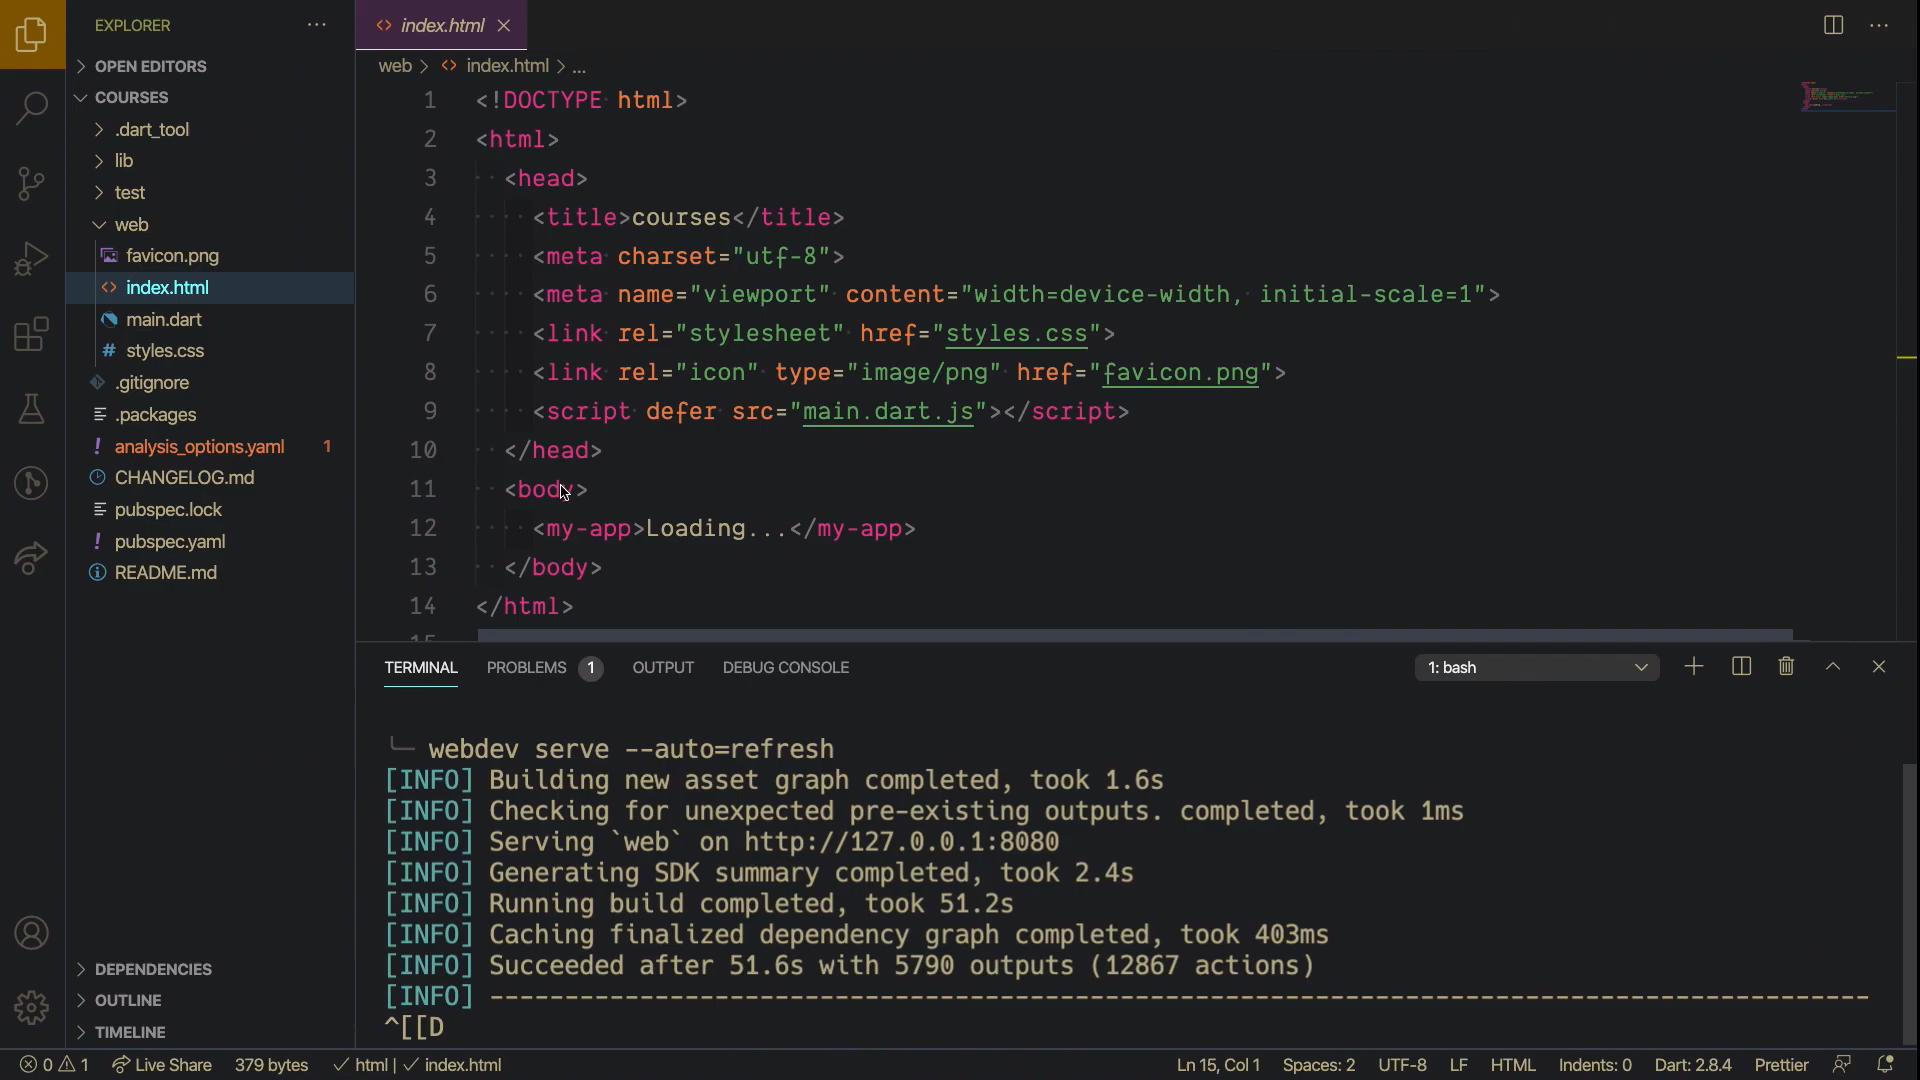 EXPLORER
OPEN EDITORS
COURSES
.dart_tool
lib
test
web
favicon.png
index.html
main.dart
styles.css
.gitignore
.packages
analysis_options.yaml 1
CHANGELOG.md
pubspec.lock
pubspec.yaml
README.md
DEPENDENCIES
OUTLINE
TIMELINE
index.html
web > index.html > ...
1 <!DOCTYPE html>
2 <html>
3 <head>
4 <title>courses</title>
5 <meta charset="utf-8">
6 <meta name="viewport" content="width=device-width, initial-scale=1">
7 <link rel="stylesheet" href="styles.css">
8 <link rel="icon" type="image/png" href="favicon.png">
9 <script defer src="main.dart.js"></script>
10 </head>
11 <body>
12 <my-app>Loading...</my-app>
13 </body>
14 </html>
15
TERMINAL PROBLEMS 1 OUTPUT DEBUG CONSOLE 1: bash
webdev serve --auto=refresh
[INFO] Building new asset graph completed, took 1.6s
[INFO] Checking for unexpected pre-existing outputs. completed, took 1ms
[INFO] Serving `web` on http://127.0.0.1:8080
[INFO] Generating SDK summary completed, took 2.4s
[INFO] Running build completed, took 51.2s
[INFO] Caching finalized dependency graph completed, took 403ms
[INFO] Succeeded after 51.6s with 5790 outputs (12867 actions)
[INFO] --------------------------------------------------------------------------------------------
^[[D
0 1 Live Share 379 bytes ✓ html | ✓ index.html Ln 15, Col 1 Spaces: 2 UTF-8 LF HTML Indents: 0 Dart: 2.8.4 Prettier